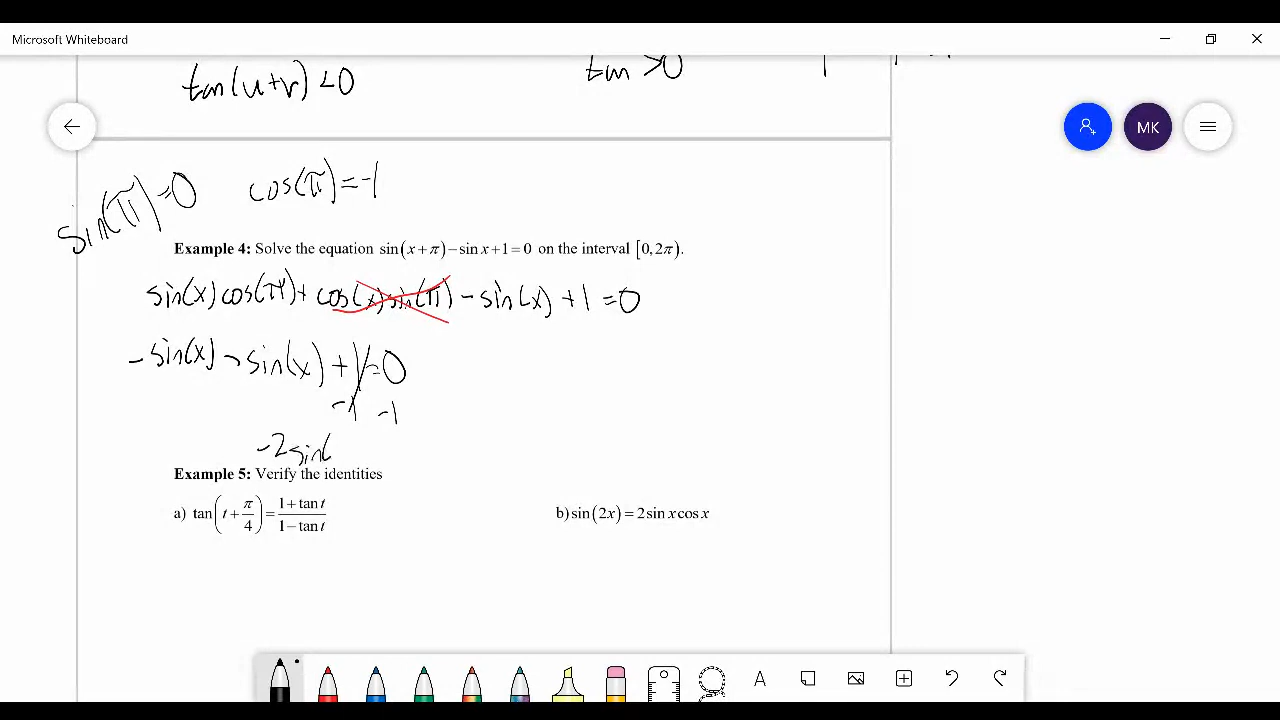 Microsoft Whiteboard
tan(u+v) <0
tan >0
MK
sin(π)=0 cos(π)=-1
Example 4: Solve the equation sin(x+π)−sin x+1=0 on the interval [0,2π).
sin(x) cos(π)+ cos(x)sin(π) - sin(x) +1 =0
- sin(x) - sin(x) + 1=0
-1 -1
-2sin(
Example 5: Verify the identities
a) tan(t+π/4)=1+tan t/1−tan t b) sin(2x)=2sin x cos x
A